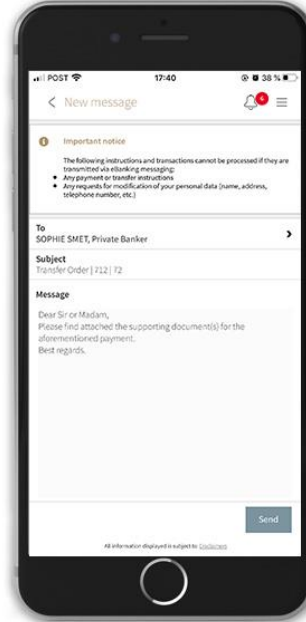 POST 17:40 38 %
New message
6
Important notice
The following instructions and transactions cannot be processed if they are
transmitted via eBanking messaging:
• Any payment or transfer instructions
• Any requests for modification of your personal data (name, address,
telephone number, etc.)
To
SOPHIE SMET, Private Banker
Subject
Transfer Order | 712 | 72
Message
Dear Sir or Madam,
Please find attached the supporting document(s) for the
aforementioned payment.
Best regards,
Send
All information displayed is subject to Disclaimers